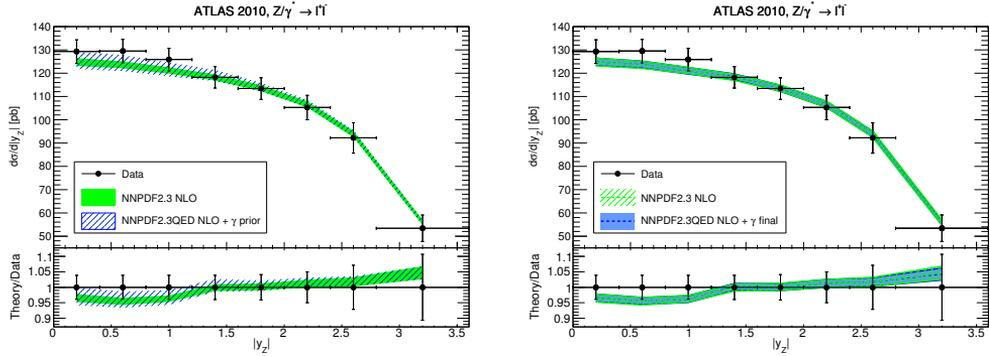 ATLAS 2010, Z/γ* → l⁺l⁻
dσ/d|y_Z| [pb]
140
130
120
110
100
90
80
70
60
50
Data
NNPDF2.3 NLO
NNPDF2.3QED NLO + γ prior
Theory/Data
1.1
1.05
1
0.95
0.9
0 0.5 1 1.5 2 2.5 3 3.5
|y_Z|
ATLAS 2010, Z/γ* → l⁺l⁻
dσ/d|y_Z| [pb]
140
130
120
110
100
90
80
70
60
50
Data
NNPDF2.3 NLO
NNPDF2.3QED NLO + γ final
Theory/Data
1.1
1.05
1
0.95
0.9
0 0.5 1 1.5 2 2.5 3 3.5
|y_Z|